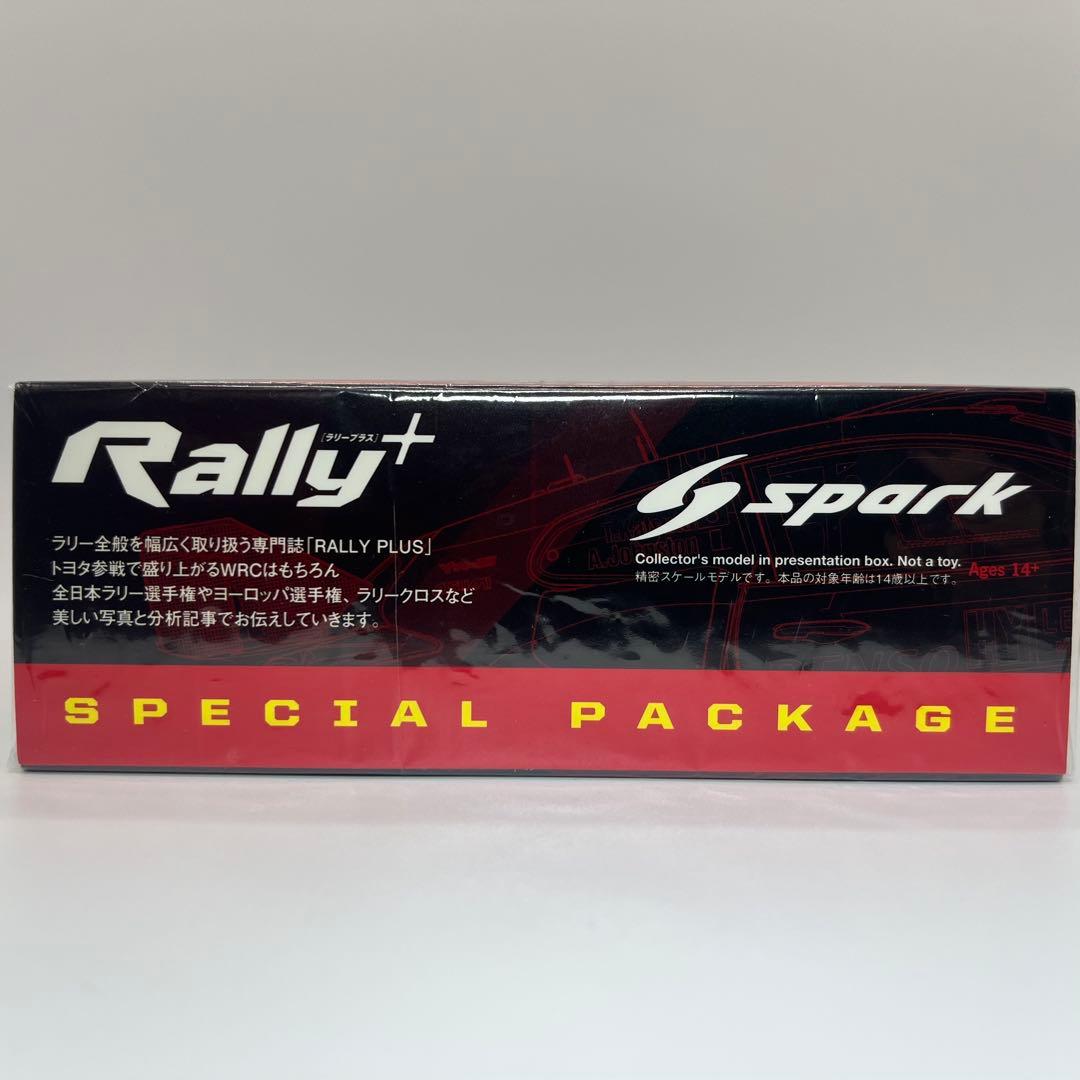 Rally+
[ラリープラス]
ラリー全般を幅広く取り扱う専門誌「RALLY PLUS」
トヨタ参戦で盛り上がるWRCはもちろん
全日本ラリー選手権やヨーロッパ選手権、ラリークロスなど
美しい写真と分析記事でお伝えしていきます。
spark
Collector's model in presentation box. Not a toy.
精密スケールモデルです。本品の対象年齢は14歳以上です。
Ages 14+
A.Johnston
SPECIAL PACKAGE